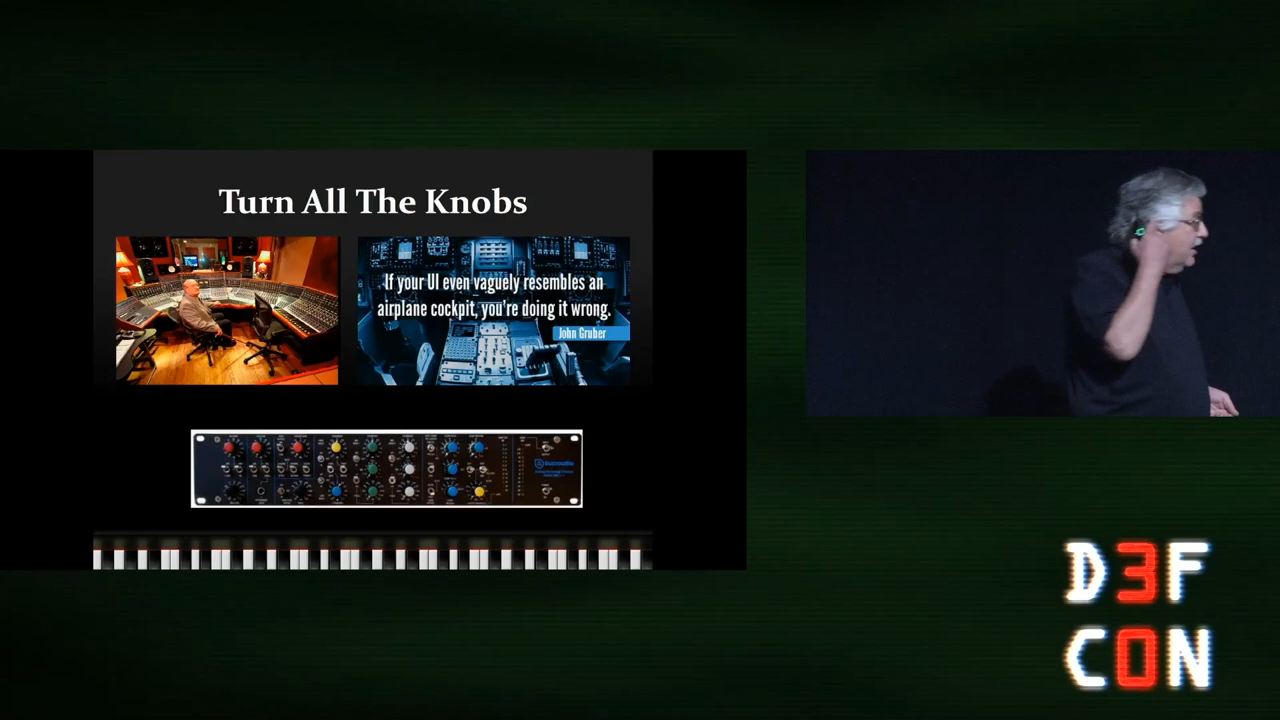 Turn All The Knobs
If your UI even vaguely resembles an
airplane cockpit, you're doing it wrong.
John Gruber
D3F
C0N